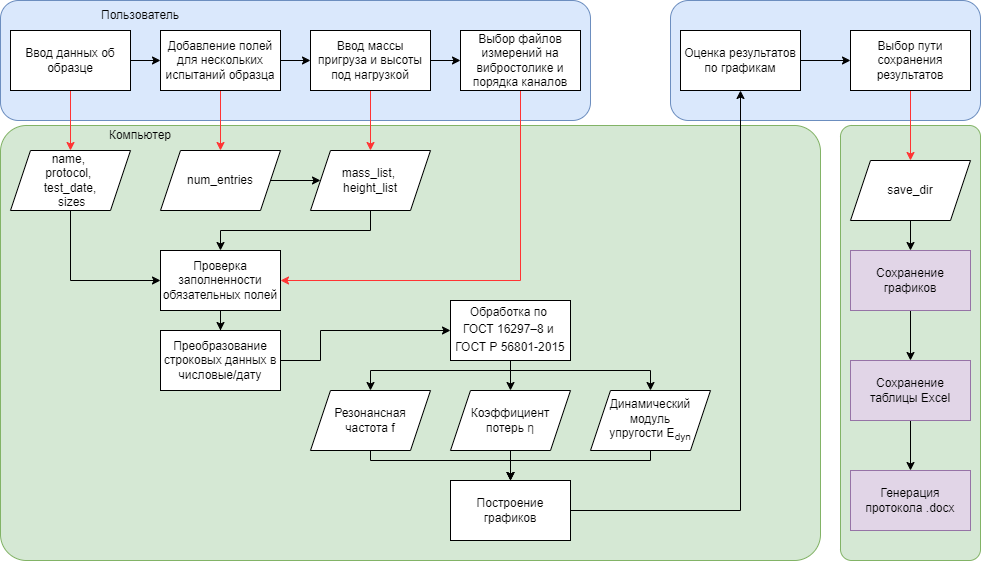 Пользователь
Ввод данных об
образце
Добавление полей
для нескольких
испытаний образца
Ввод массы
пригруза и высоты
под нагрузкой
Выбор файлов
измерений на
вибростолике и
порядка каналов
Оценка результатов
по графикам
Выбор пути
сохранения
результатов
Компьютер
name,
protocol,
test_date,
sizes
num_entries
mass_list,
height_list
save_dir
Проверка
заполненности
обязательных полей
Преобразование
строковых данных в
числовые/дату
Обработка по
ГОСТ 16297–8 и
ГОСТ Р 56801-2015
Резонансная
частота f
Коэффициент
потерь η
Динамический
модуль
упругости Edyn
Построение
графиков
Сохранение
графиков
Сохранение
таблицы Excel
Генерация
протокола .docx